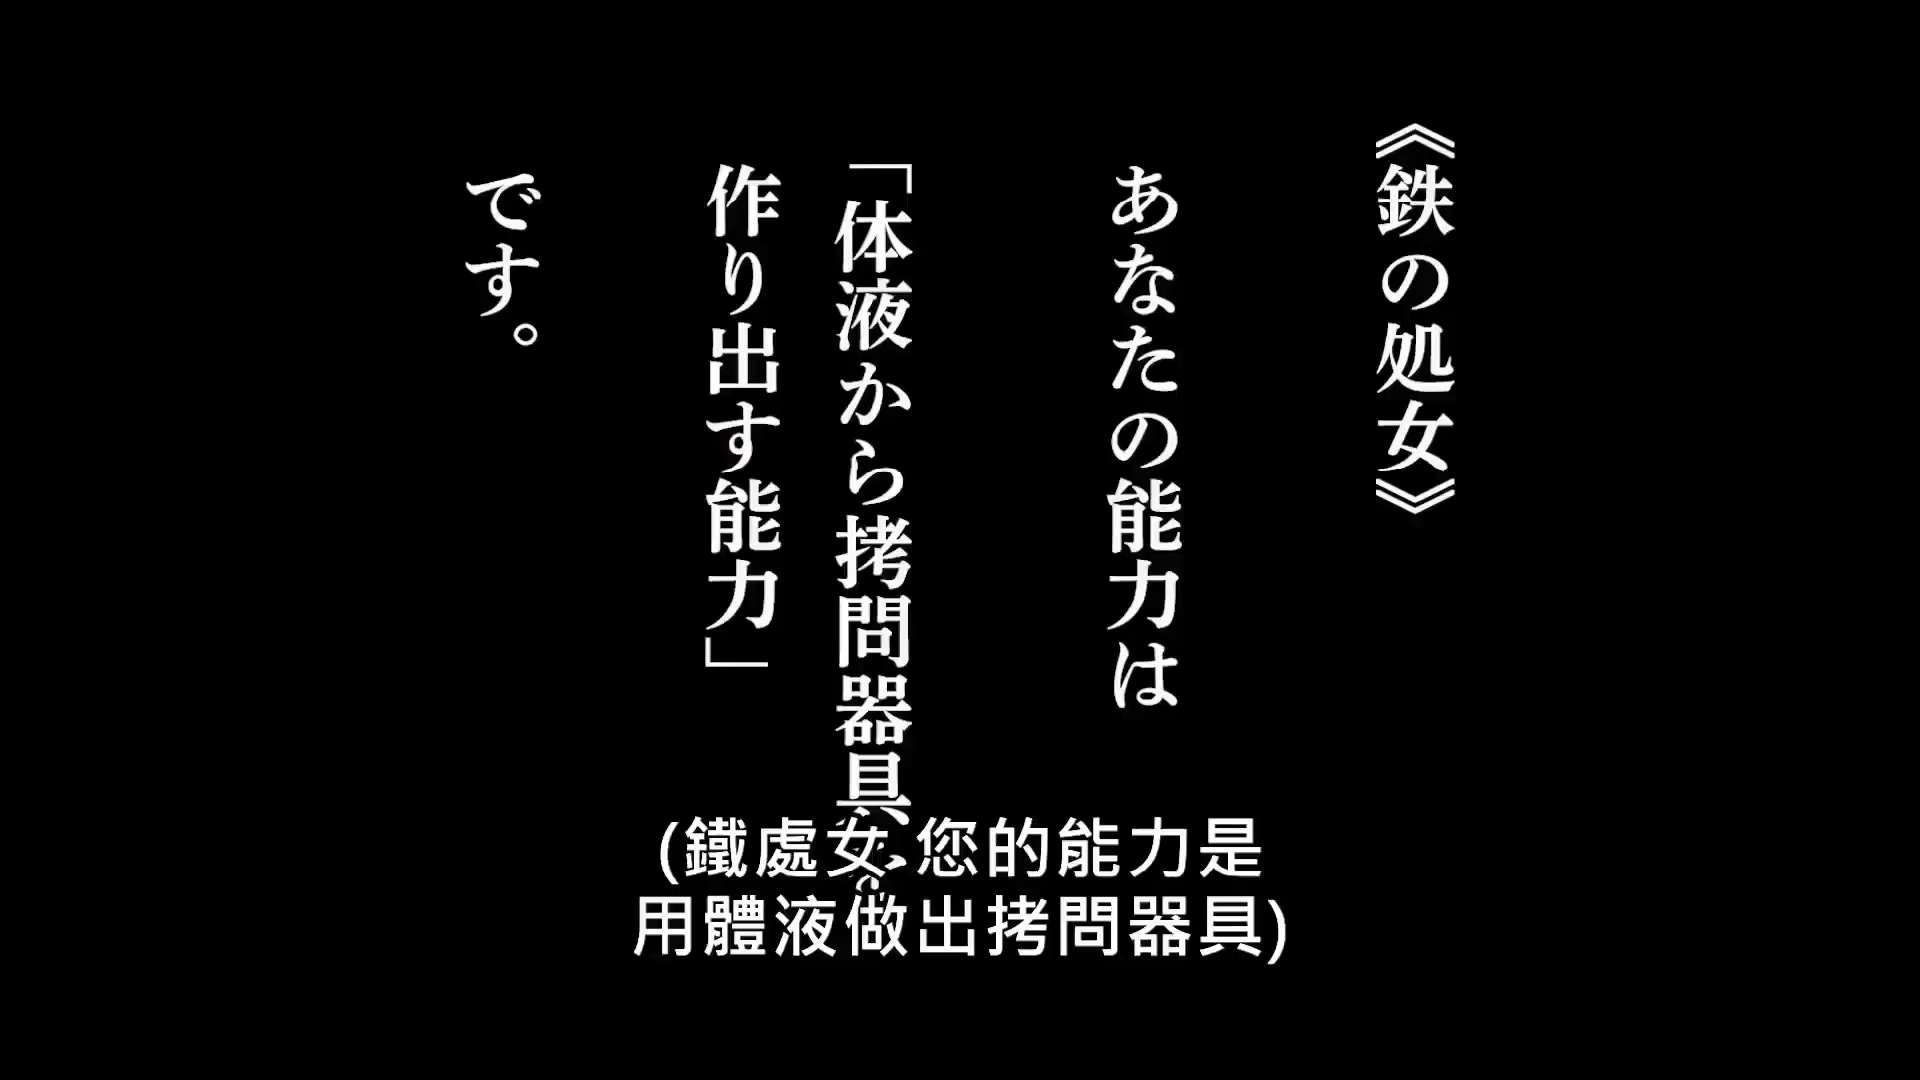 《鉄の処女》
あなたの能力は
「体液から拷問器具を
作り出す能力」
です。
(鐵處女 您的能力是
用體液做出拷問器具)